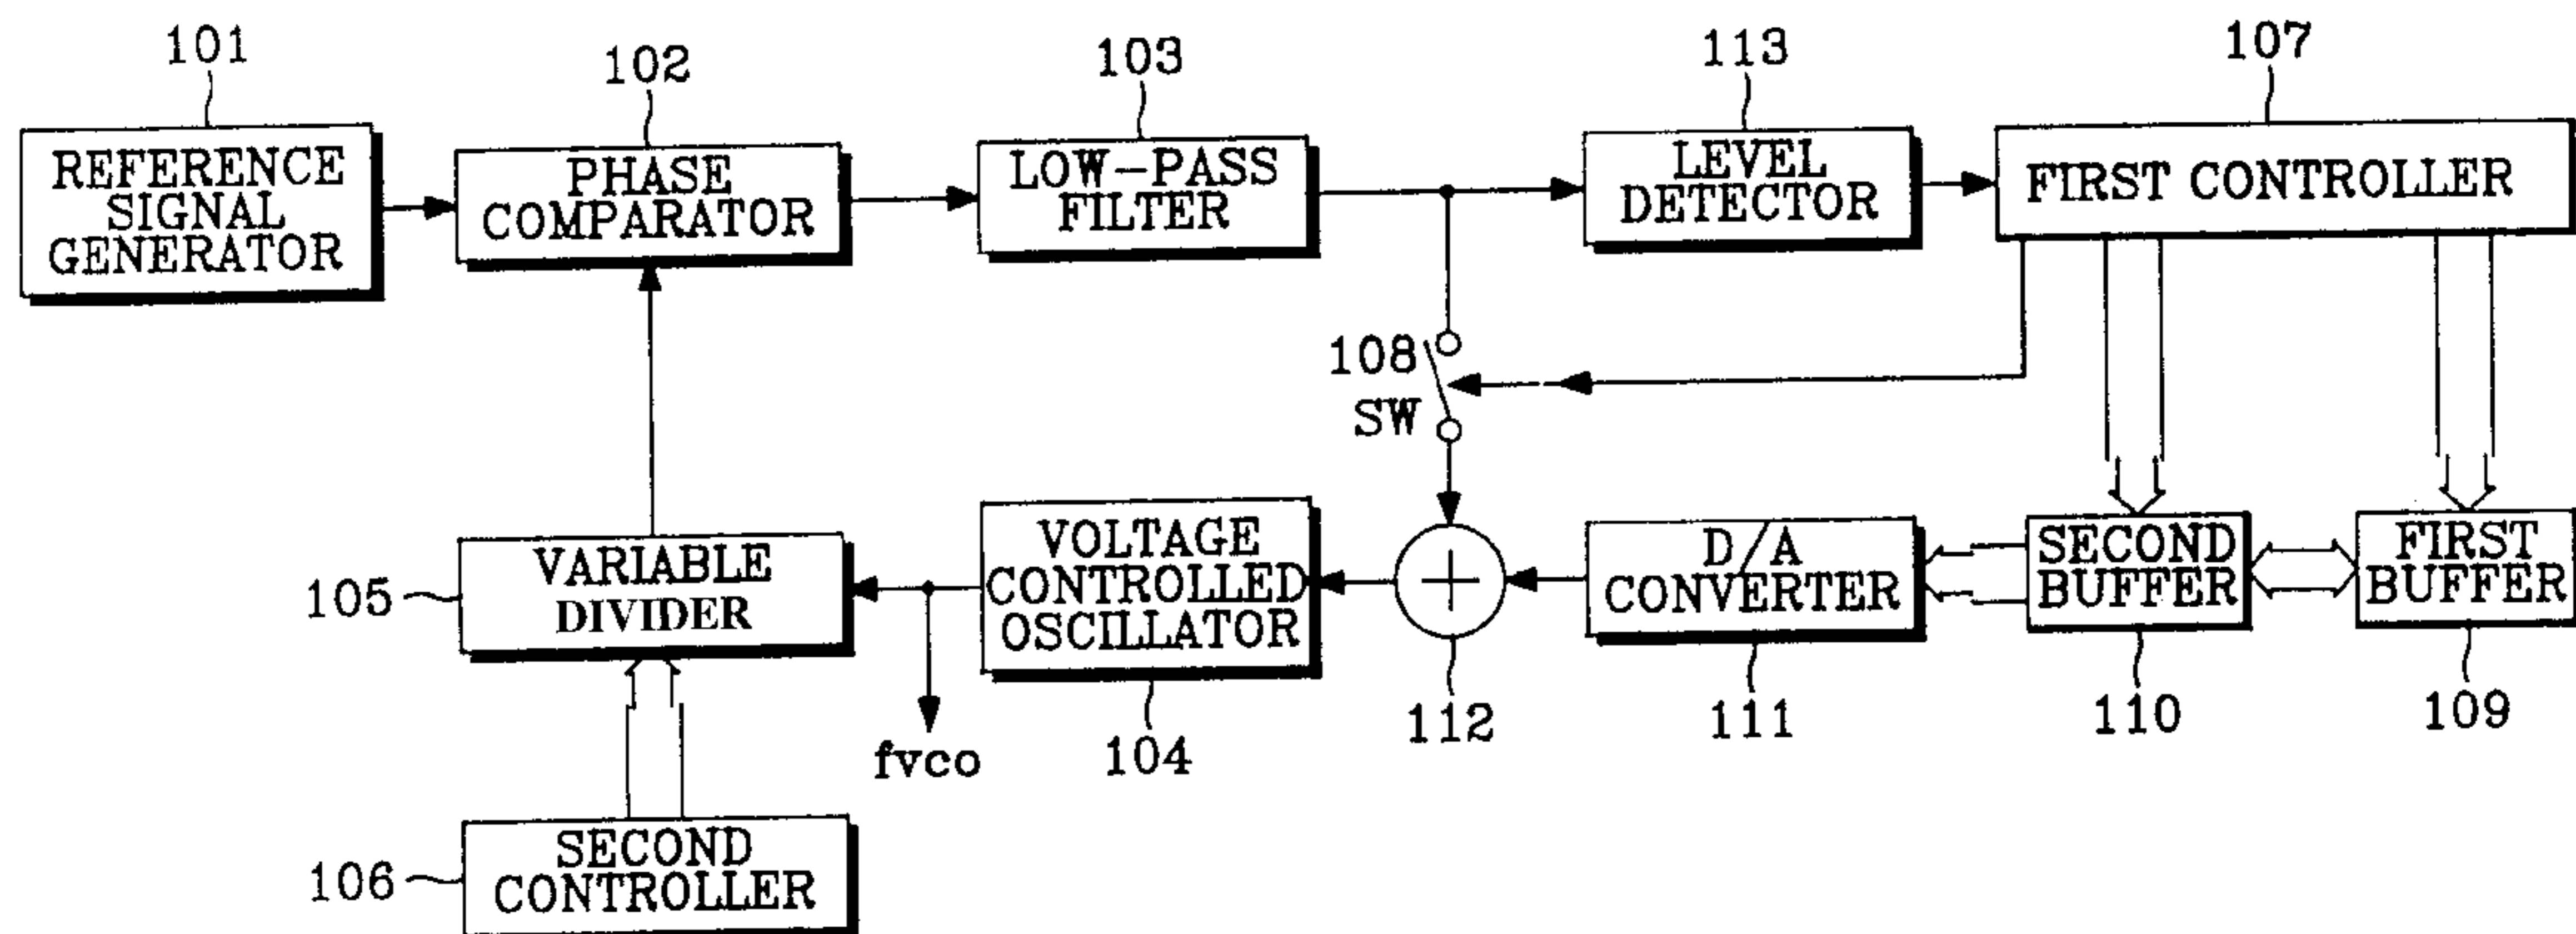 101
102
103
113
107
REFERENCE
SIGNAL
GENERATOR
PHASE
COMPARATOR
LOW-PASS
FILTER
LEVEL
DETECTOR
FIRST CONTROLLER
108
SW
105
VARIABLE
DIVIDER
VOLTAGE
CONTROLLED
OSCILLATOR
+
D/A
CONVERTER
SECOND
BUFFER
FIRST
BUFFER
fvco
104
112
111
110
109
106
SECOND
CONTROLLER